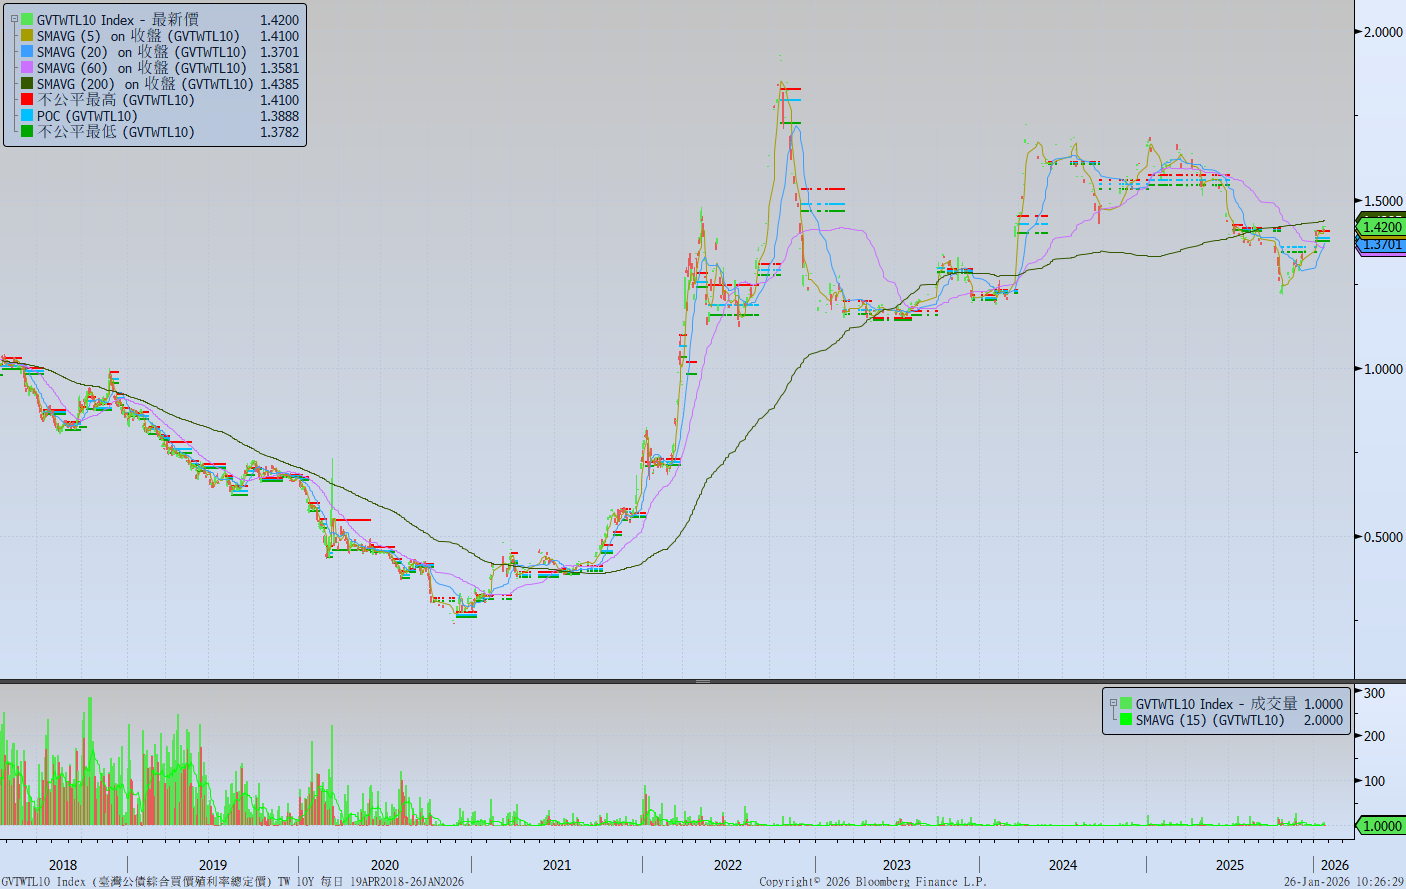 GVTWTL10 Index - 最新價 1.4200
SMAVG (5) on 收盤 (GVTWTL10) 1.4100
SMAVG (20) on 收盤 (GVTWTL10) 1.3701
SMAVG (60) on 收盤 (GVTWTL10) 1.3581
SMAVG (200) on 收盤 (GVTWTL10) 1.4385
不公平最高 (GVTWTL10) 1.4100
POC (GVTWTL10) 1.3888
不公平最低 (GVTWTL10) 1.3782
2.0000
1.5000
1.4200
1.3701
1.0000
0.5000
GVTWTL10 Index - 成交量 1.0000
SMAVG (15) (GVTWTL10) 2.0000
300
200
100
1.0000
2018 2019 2020 2021 2022 2023 2024 2025 2026
GVTWTL10 Index (臺灣公債綜合買價殖利率總定價) TW 10Y 每日 19APR2018-26JAN2026 Copyright© 2026 Bloomberg Finance L.P. 26-Jan-2026 10:26:29